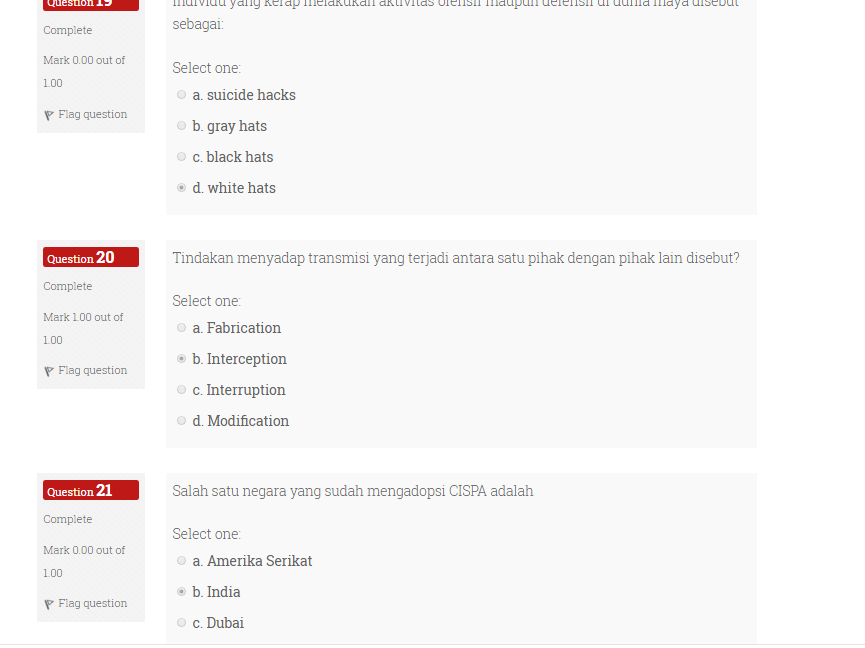 Question 19
Complete
Mark 0.00 out of
1.00
Flag question
individu yang kerap melakukan aktivitas ofensif maupun defensif di dunia maya disebut
sebagai:
Select one:
a. suicide hacks
b. gray hats
c. black hats
d. white hats
Question 20
Complete
Mark 1.00 out of
1.00
Flag question
Tindakan menyadap transmisi yang terjadi antara satu pihak dengan pihak lain disebut?
Select one:
a. Fabrication
b. Interception
c. Interruption
d. Modification
Question 21
Complete
Mark 0.00 out of
1.00
Flag question
Salah satu negara yang sudah mengadopsi CISPA adalah
Select one:
a. Amerika Serikat
b. India
c. Dubai